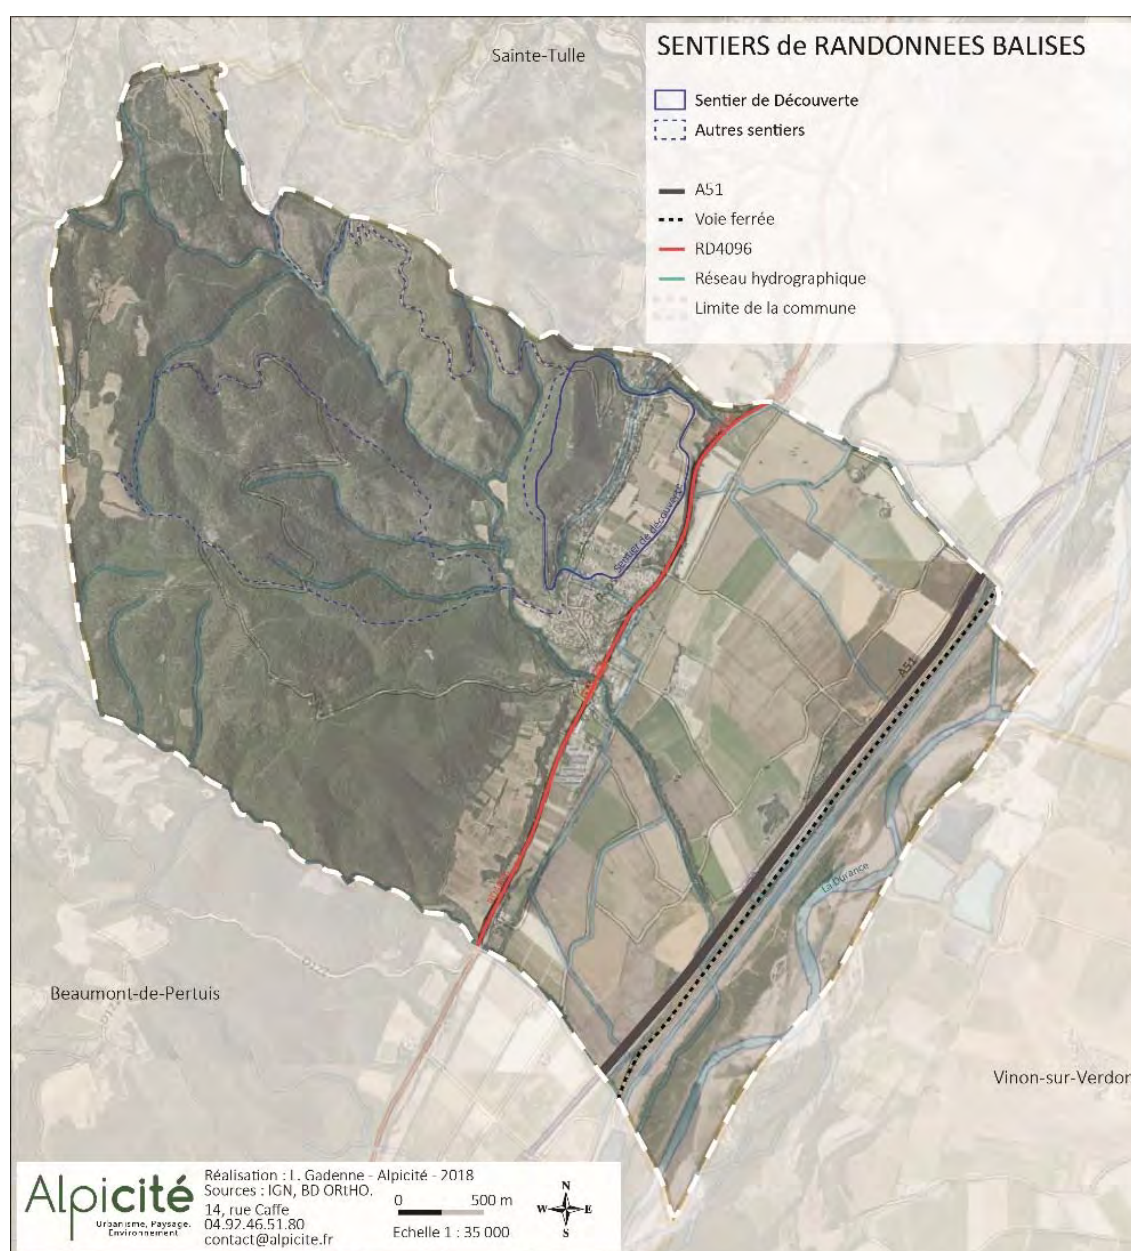 SENTIERS de RANDONNEES BALISES
Sentier de Découverte
Autres sentiers
A51
Voie ferrée
RD4096
Réseau hydrographique
Limite de la commune
Sainte-Tulle
Sentier de découverte
A51
La Durance
D122
Beaumont-de-Pertuis
Vinon-sur-Verdon
Alpicité
Urbanisme, Paysage,
Environnement
Réalisation : L. Gadenne - Alpicité - 2018
Sources : IGN, BD ORtHO.
14, rue Caffe
04.92.46.51.80
contact@alpicite.fr
0 500 m
Echelle 1 : 35 000
N
W E
S